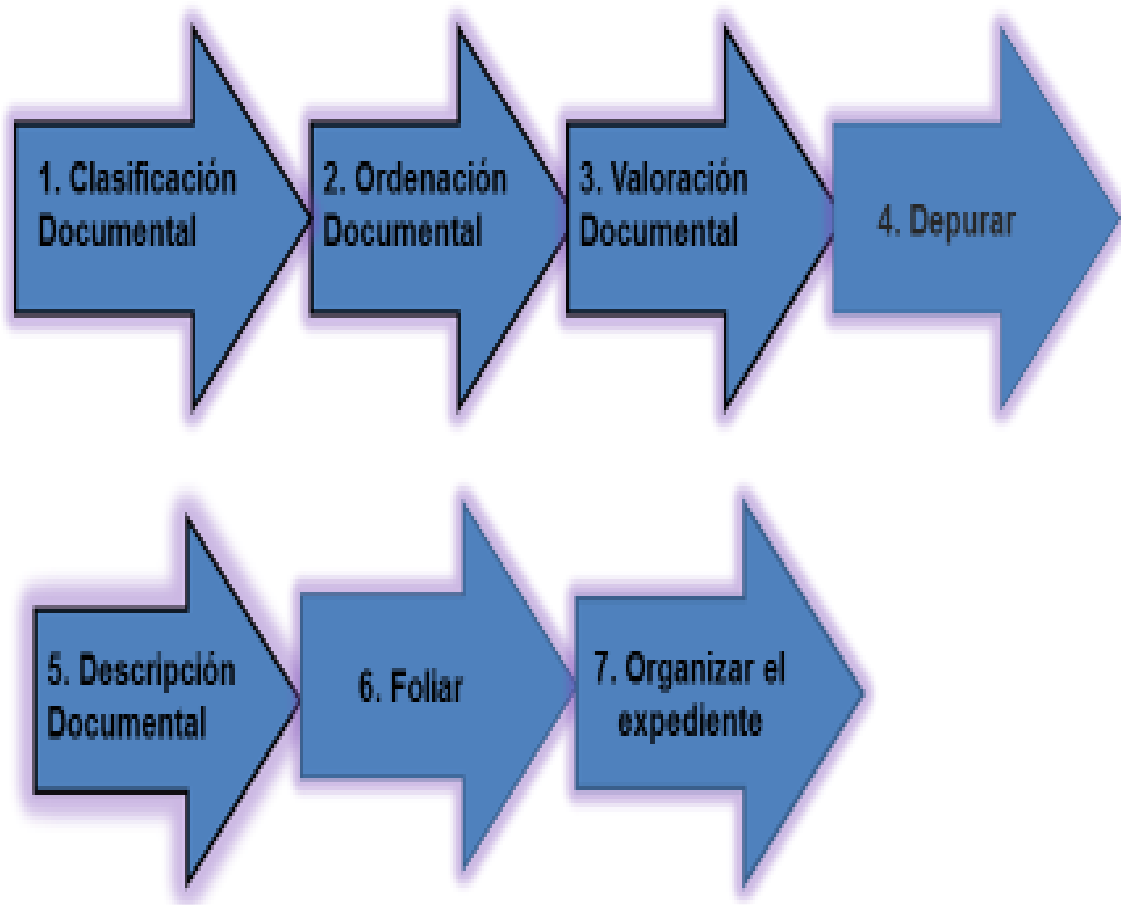 1. Clasificación
Documental
2. Ordenación
Documental
3. Valoración
Documental
4. Depurar
5. Descripción
Documental
6. Foliar
7. Organizar el
expediente